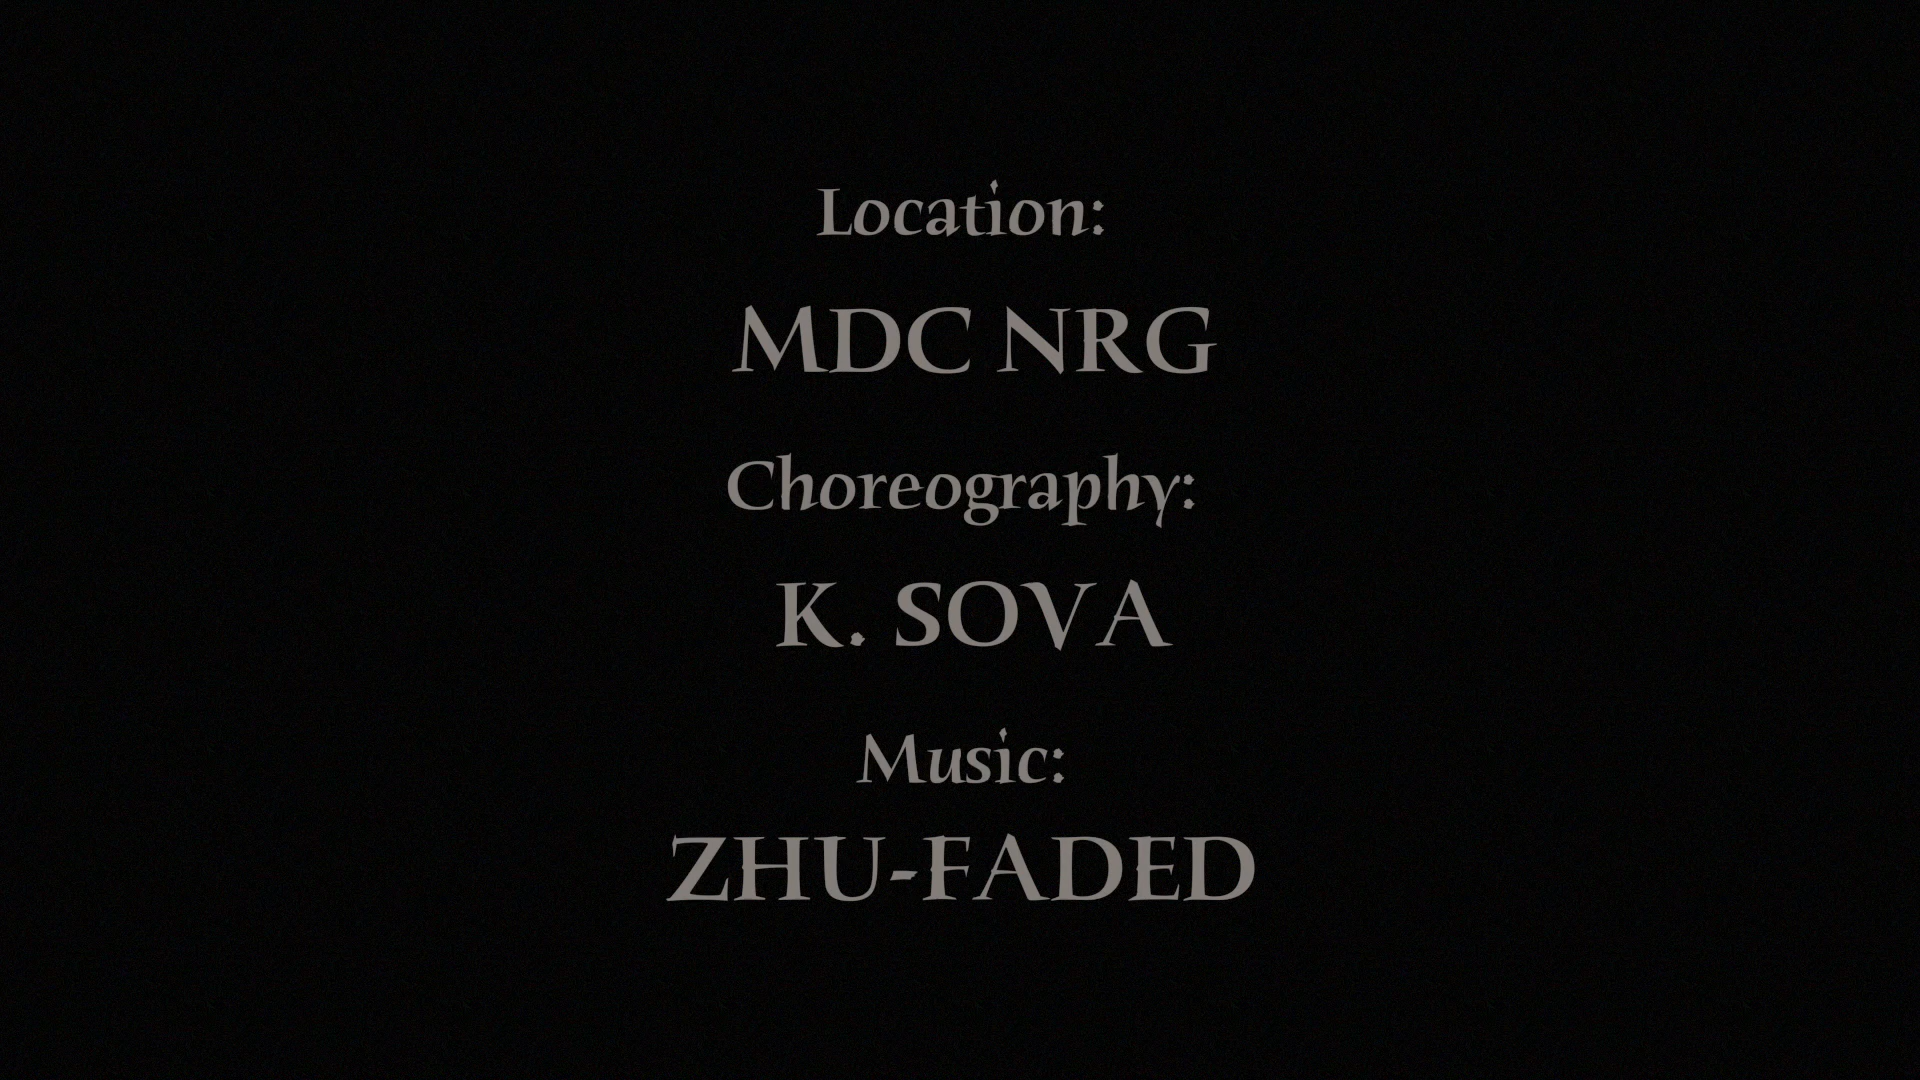 Location:
MDC NRG
Choreography:
K. SOVA
Music:
ZHU-FADED